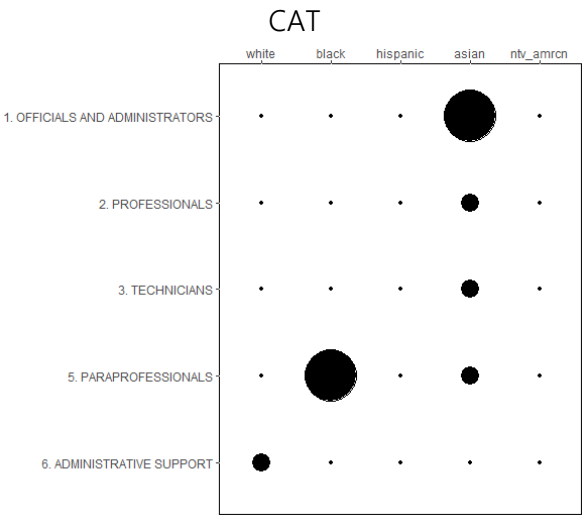 CAT
white black hispanic asian ntv_amrcn
1. OFFICIALS AND ADMINISTRATORS
2. PROFESSIONALS
3. TECHNICIANS
5. PARAPROFESSIONALS
6. ADMINISTRATIVE SUPPORT